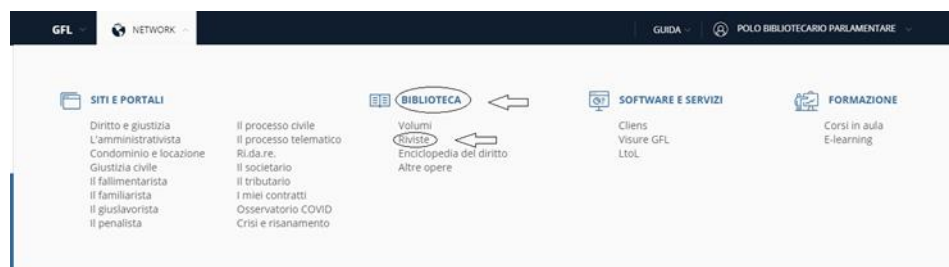 GFL
NETWORK
GUIDA
POLO BIBLIOTECARIO PARLAMENTARE
SITI E PORTALI
Diritto e giustizia
L'amministrativista
Condominio e locazione
Giustizia civile
Il fallimentarista
Il familiarista
Il giuslavorista
Il penalista
Il processo civile
Il processo telematico
Ri.da.re.
Il societario
Il tributario
I miei contratti
Osservatorio COVID
Crisi e risanamento
BIBLIOTECA
Volumi
Riviste
Enciclopedia del diritto
Altre opere
SOFTWARE E SERVIZI
Cliens
Visure GFL
LtoL
FORMAZIONE
Corsi in aula
E-learning